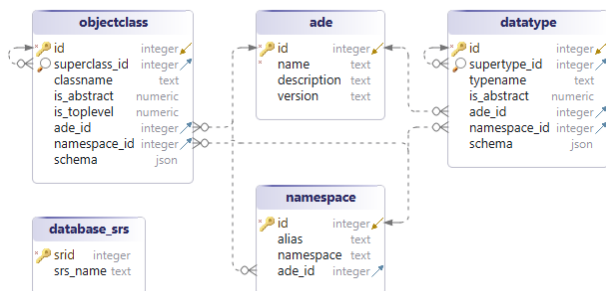 objectclass
id integer
superclass_id integer
classname text
is_abstract numeric
is_toplevel numeric
ade_id integer
namespace_id integer
schema json
ade
id integer
name text
description text
version text
datatype
id integer
supertype_id integer
typename text
is_abstract numeric
ade_id integer
namespace_id integer
schema json
database_srs
srid integer
srs_name text
namespace
id integer
alias text
namespace text
ade_id integer